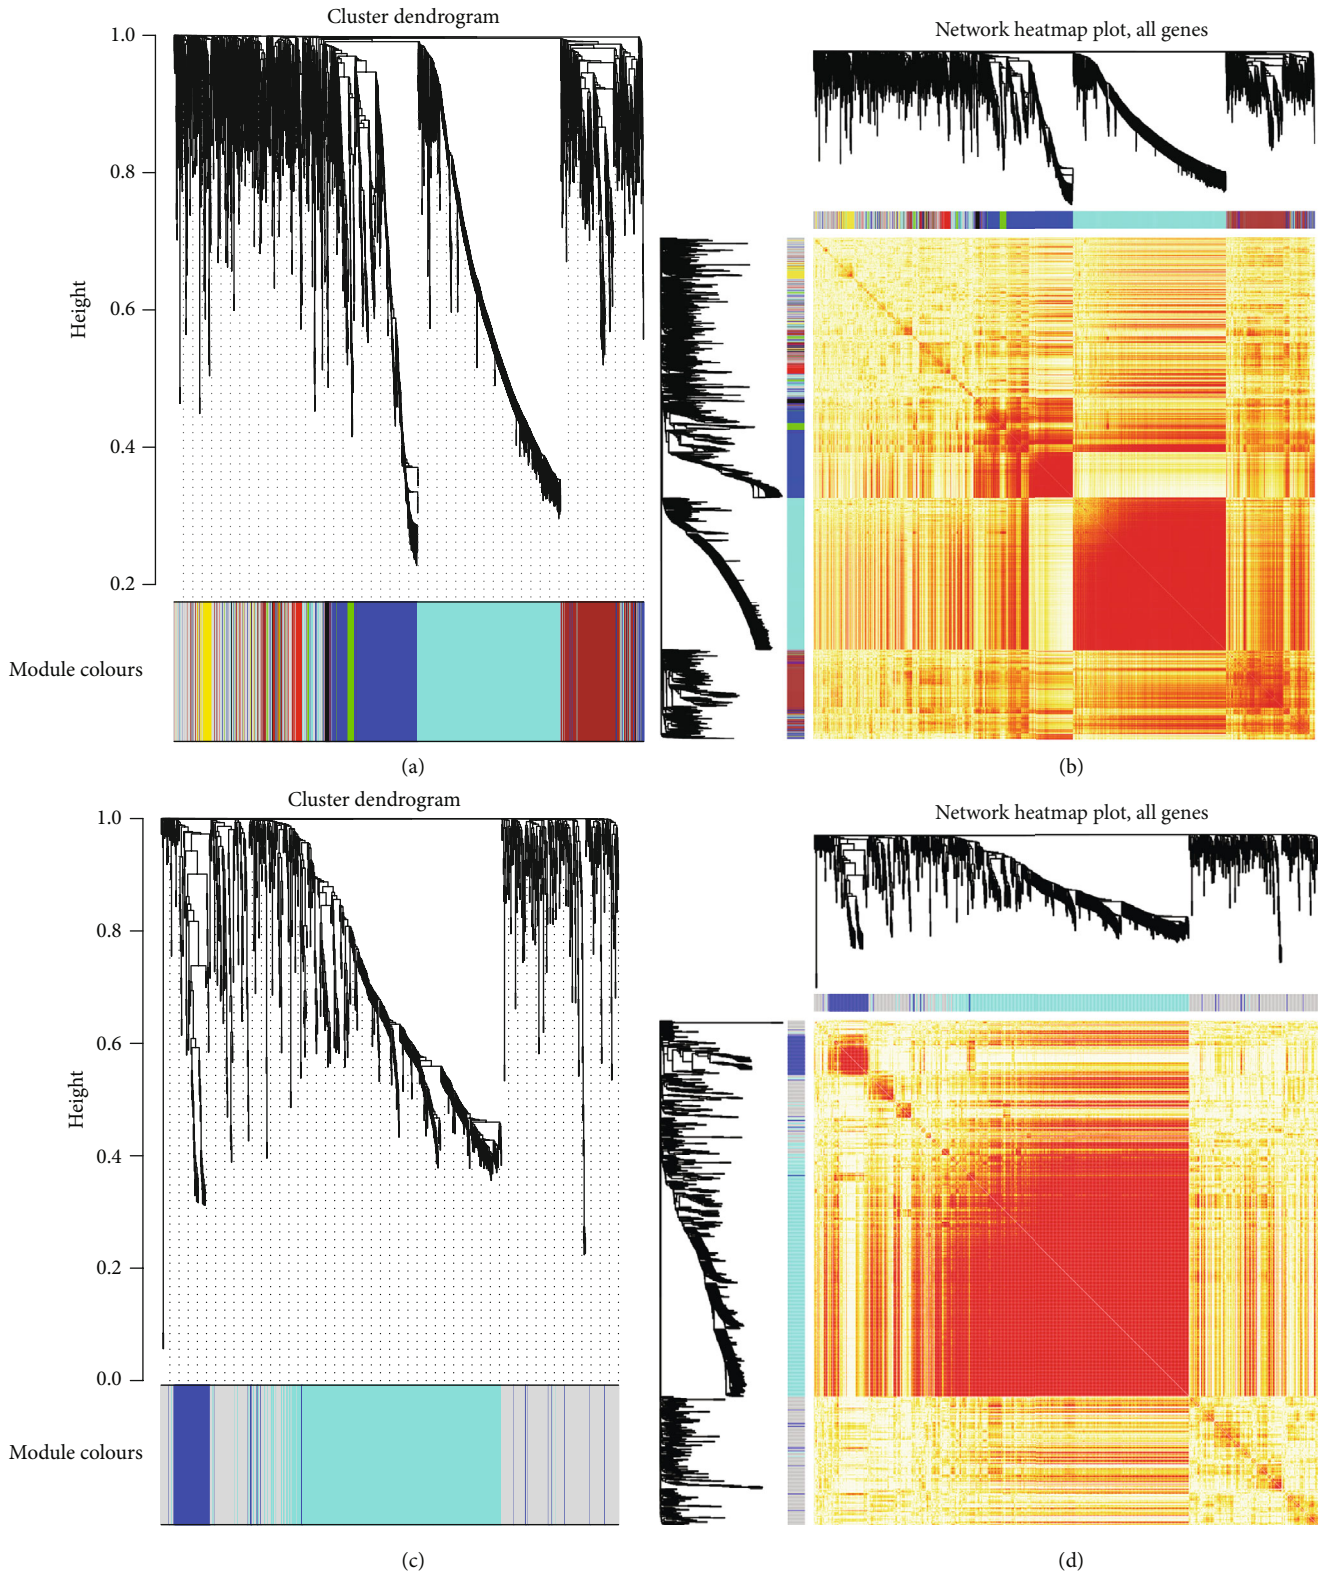 Cluster dendrogram
1.0
0.8
0.6
0.4
0.2
Height
Module colours
(a)
Network heatmap plot, all genes
(b)
Cluster dendrogram
1.0
0.8
0.6
0.4
0.2
0.0
Height
Module colours
(c)
Network heatmap plot, all genes
(d)